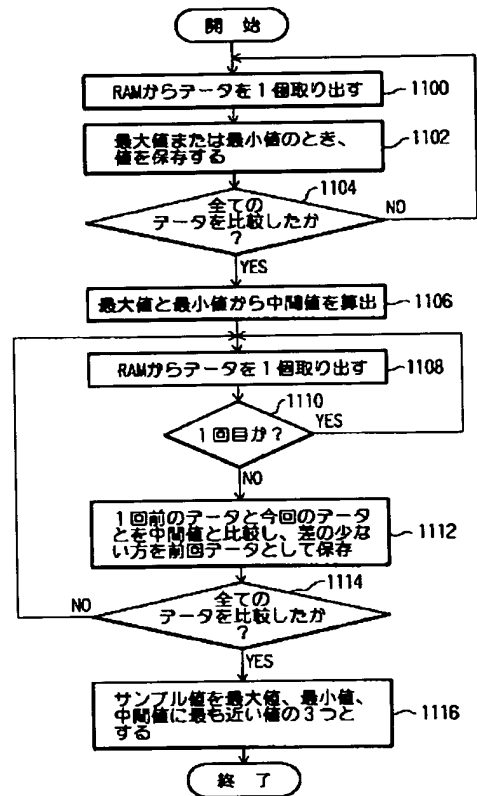 開始
RAMからデータを1個取り出す
1100
最大値または最小値のとき、
値を保存する
1102
1104
全ての
データを比較したか
?
NO
YES
最大値と最小値から中間値を算出
1106
RAMからデータを1個取り出す
1108
1110
1回目か?
YES
NO
1回前のデータと今回のデータ
とを中間値と比較し、差の少な
い方を前回データとして保存
1112
1114
全ての
データを比較したか
?
NO
YES
サンプル値を最大値、最小値、
中間値に最も近い値の3つと
する
1116
終了